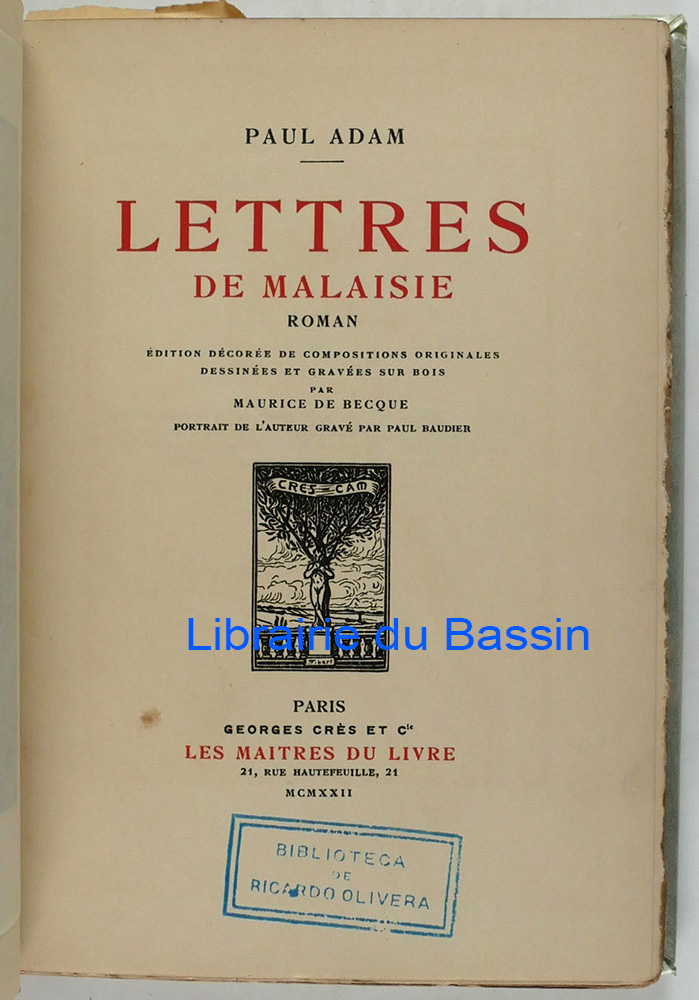 PAUL ADAM
LETTRES
DE MALAISIE
ROMAN
ÉDITION DÉCORÉE DE COMPOSITIONS ORIGINALES
DESSINÉES ET GRAVÉES SUR BOIS
PAR
MAURICE DE BECQUE
PORTRAIT DE L'AUTEUR GRAVÉ PAR PAUL BAUDIER
CRES-CAM
Librairie du Bassin
PARIS
GEORGES CRÈS ET Cie
LES MAITRES DU LIVRE
21, RUE HAUTEFEUILLE, 21
MCMXXII
BIBLIOTECA
DE
RICARDO OLIVERA